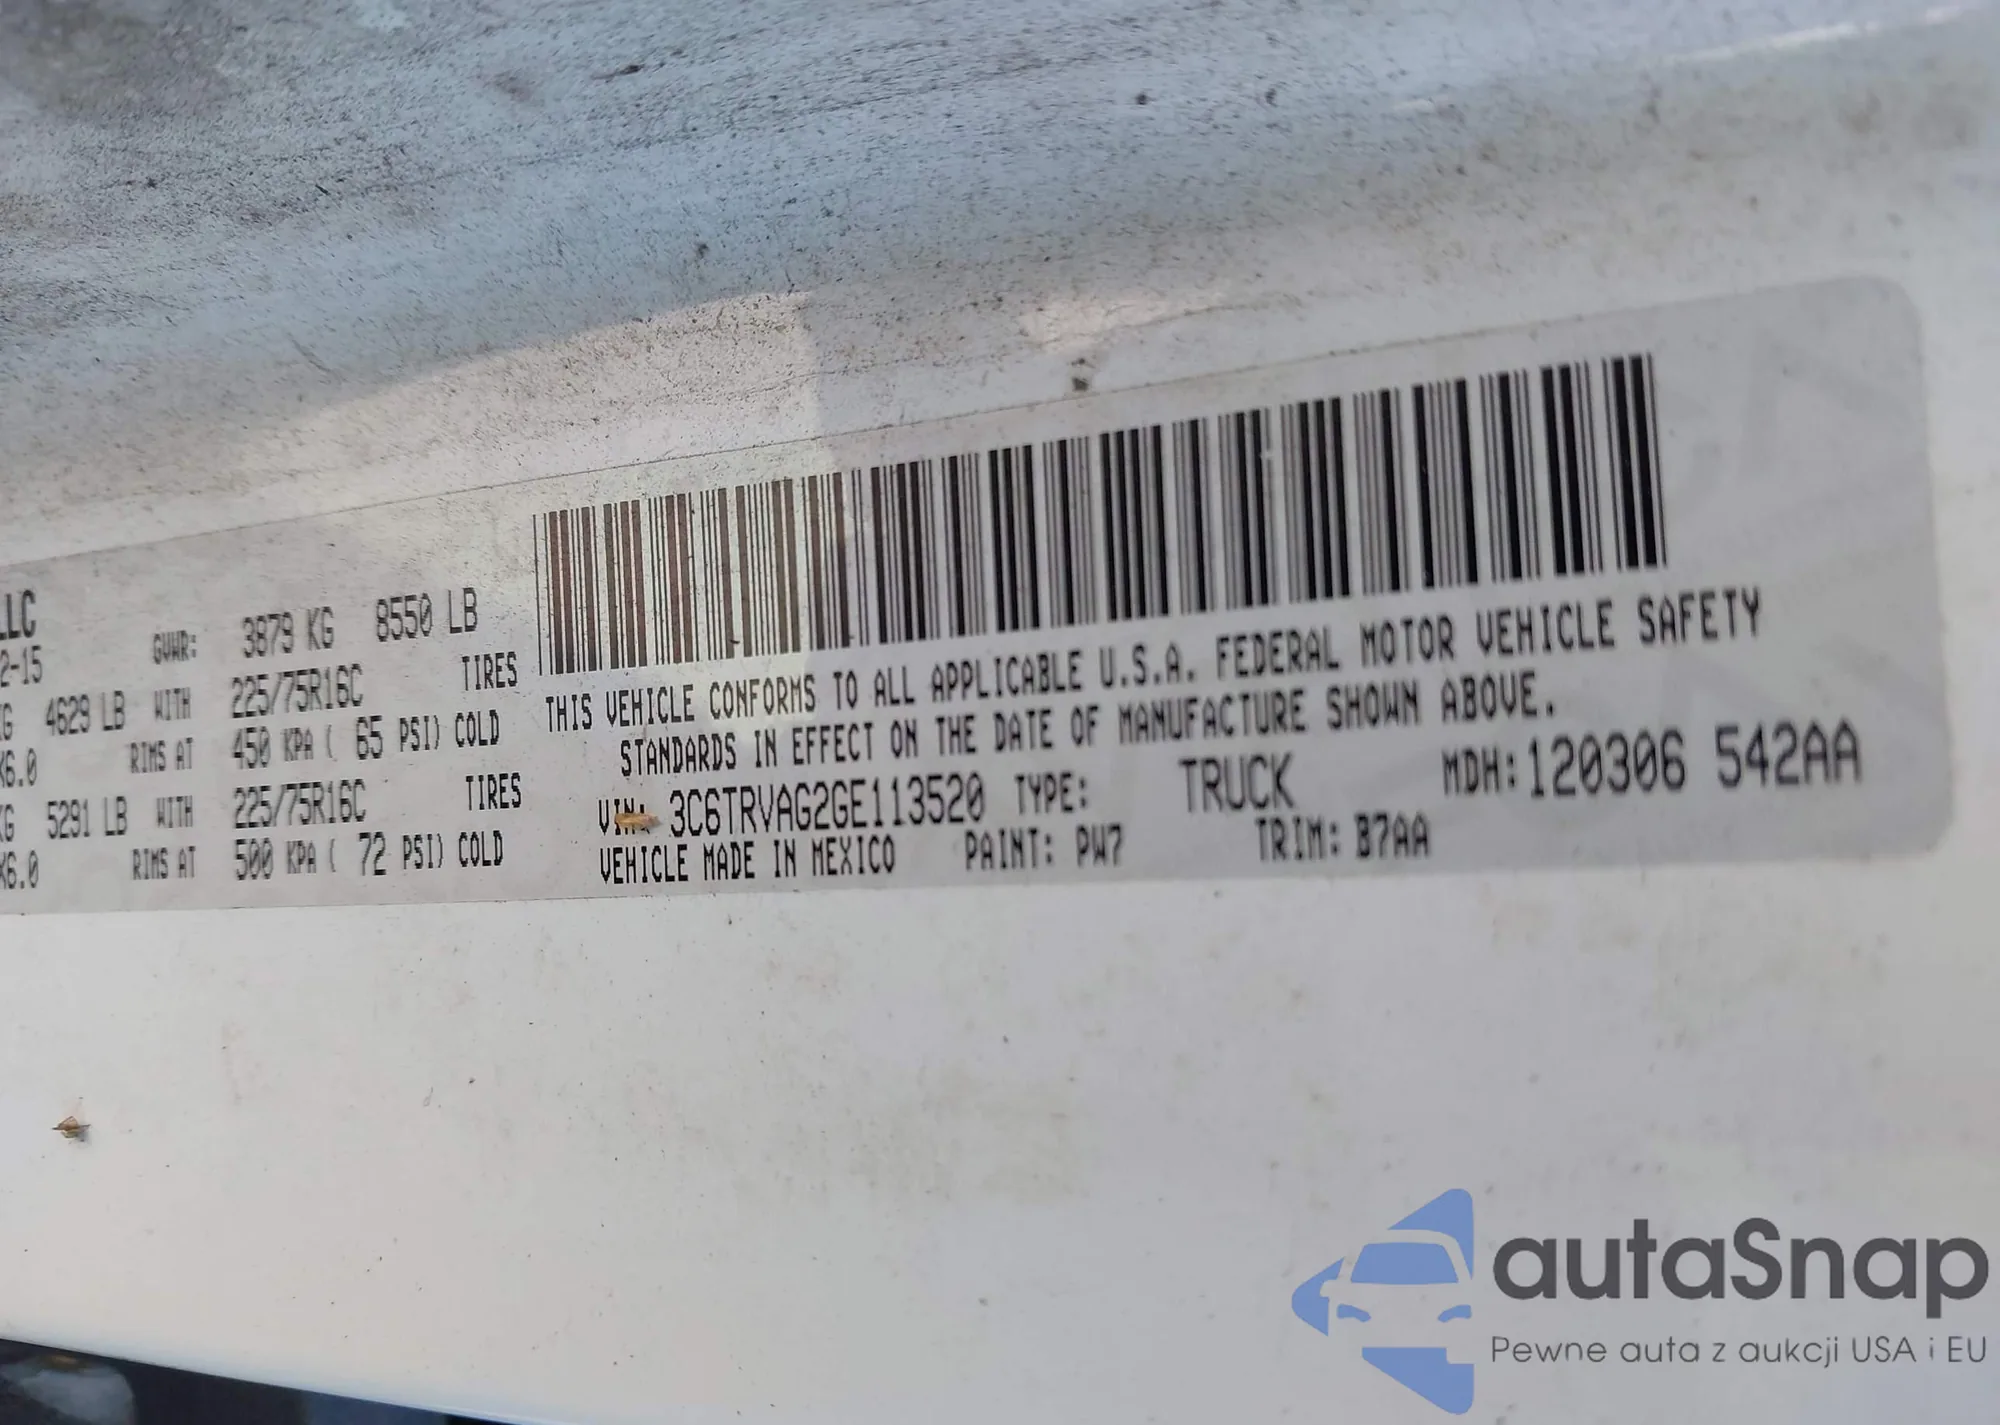 LLC
GVWR: 3879 KG 8550 LB
2-15
KG 4629 LB WITH 225/75R16C TIRES
X6.0 RIMS AT 450 KPA ( 65 PSI) COLD
KG 5291 LB WITH 225/75R16C TIRES
X6.0 RIMS AT 500 KPA ( 72 PSI) COLD
THIS VEHICLE CONFORMS TO ALL APPLICABLE U.S.A. FEDERAL MOTOR VEHICLE SAFETY
STANDARDS IN EFFECT ON THE DATE OF MANUFACTURE SHOWN ABOVE.
VIN: 3C6TRVAG2GE113520 TYPE: TRUCK MDH:120306 542AA
VEHICLE MADE IN MEXICO PAINT: PW7 TRIM: B7AA
autaSnap
Pewne auta z aukcji USA i EU